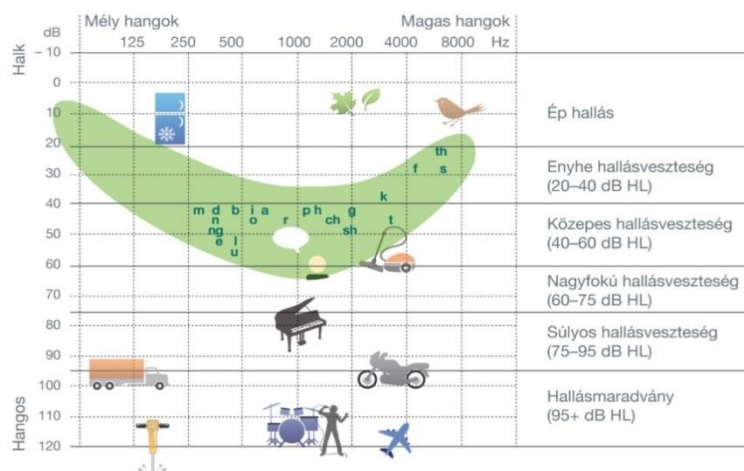 Mély hangok Magas hangok
dB 125 250 500 1000 2000 4000 8000 Hz
Halk
-10
0
10
Ép hallás
20
th
f s
Enyhe hallásveszteség
30
(20–40 dB HL)
k
40
m d b i a p h g
n o r ch t
Közepes hallásveszteség
ng sh
50
(40–60 dB HL)
e l
u
60
Nagyfokú hallásveszteség
70
(60–75 dB HL)
80
Súlyos hallásveszteség
90
(75–95 dB HL)
100
Hallásmaradvány
110
(95+ dB HL)
Hangos
120